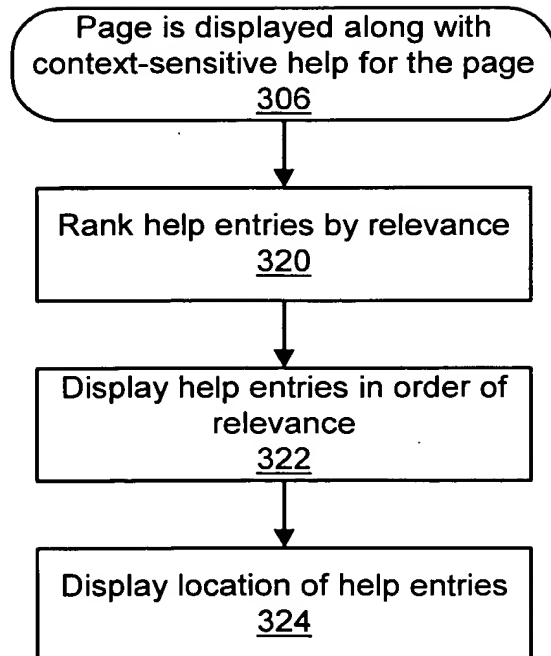 Page is displayed along with
context-sensitive help for the page
306
Rank help entries by relevance
320
Display help entries in order of
relevance
322
Display location of help entries
324